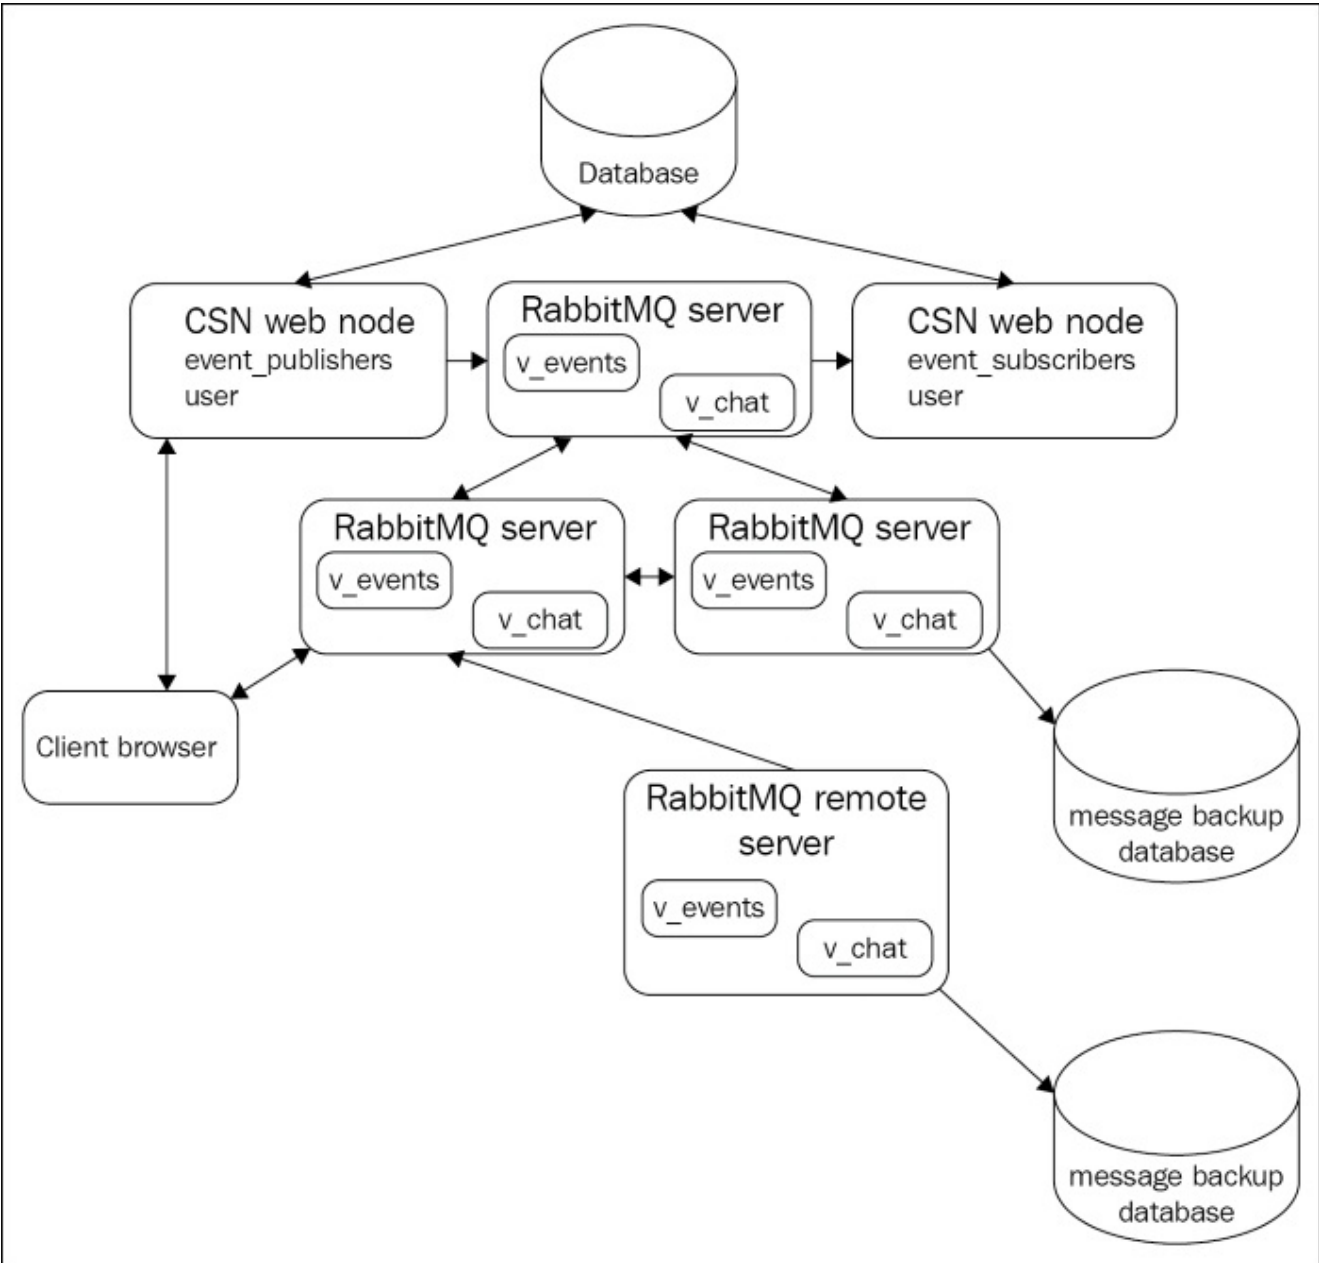 Database
CSN web node
event_publishers
user
RabbitMQ server
v_events
v_chat
CSN web node
event_subscribers
user
RabbitMQ server
v_events
v_chat
RabbitMQ server
v_events
v_chat
Client browser
message backup
database
RabbitMQ remote
server
v_events
v_chat
message backup
database